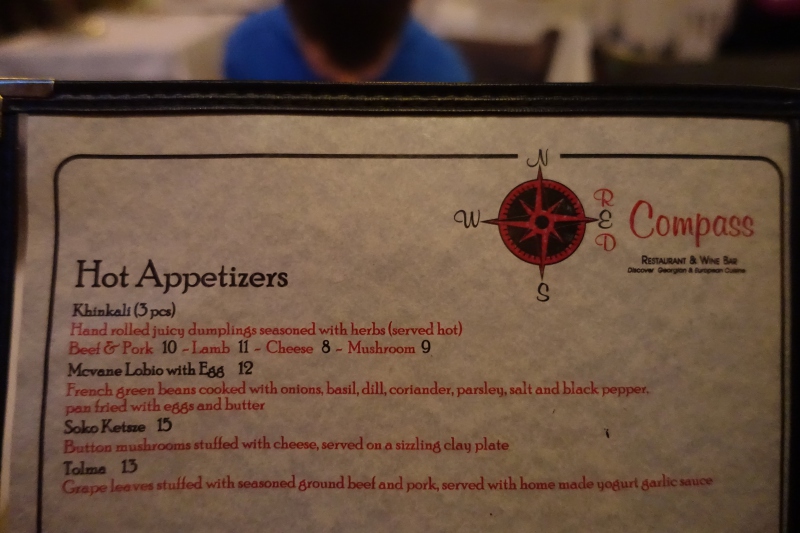 N
W E S
RED Compass
Restaurant & Wine Bar
Discover Georgian & European Cuisine
Hot Appetizers
Khinkali (3 pcs)
Hand rolled juicy dumplings seasoned with herbs (served hot)
Beef & Pork 10 - Lamb 11 - Cheese 8 - Mushroom 9
Mcvane Lobio with Egg 12
French green beans cooked with onions, basil, dill, coriander, parsley, salt and black pepper.
pan fried with eggs and butter
Soko Ketsze 15
Button mushrooms stuffed with cheese, served on a sizzling clay plate
Tolma 13
Grape leaves stuffed with seasoned ground beef and pork, served with home made yogurt garlic sauce